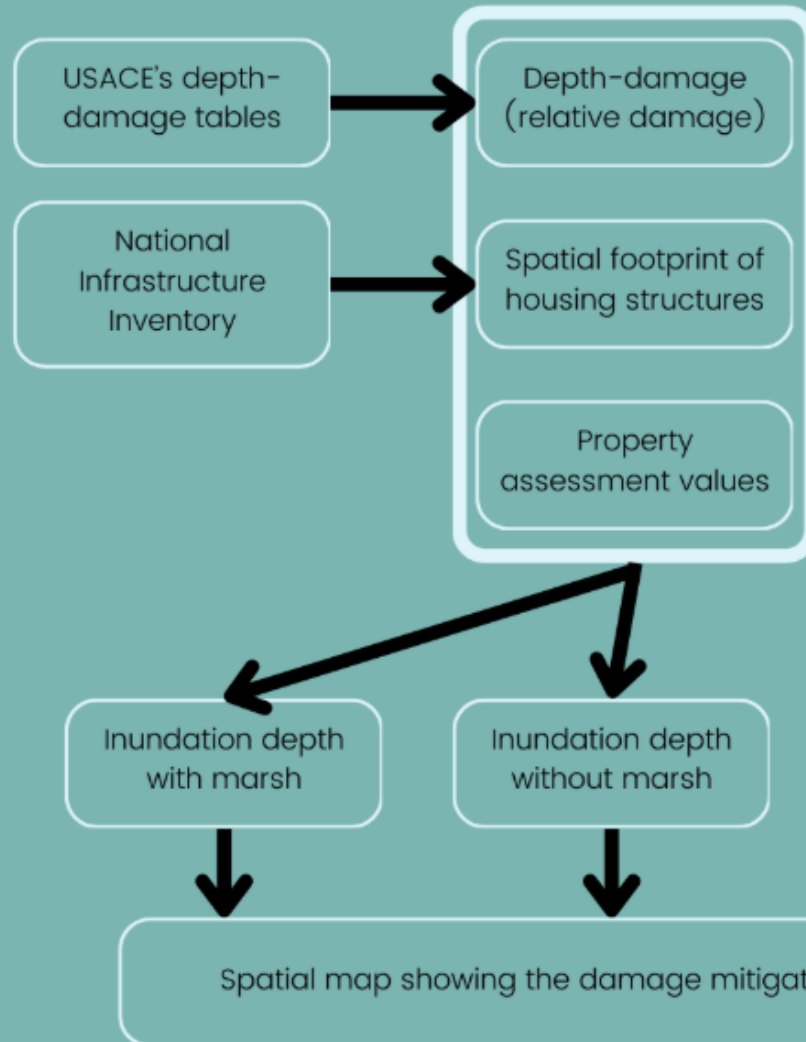 USACE's depth-
damage tables
Depth-damage
(relative damage)
National
Infrastructure
Inventory
Spatial footprint of
housing structures
Property
assessment values
Inundation depth
with marsh
Inundation depth
without marsh
Spatial map showing the damage mitigat